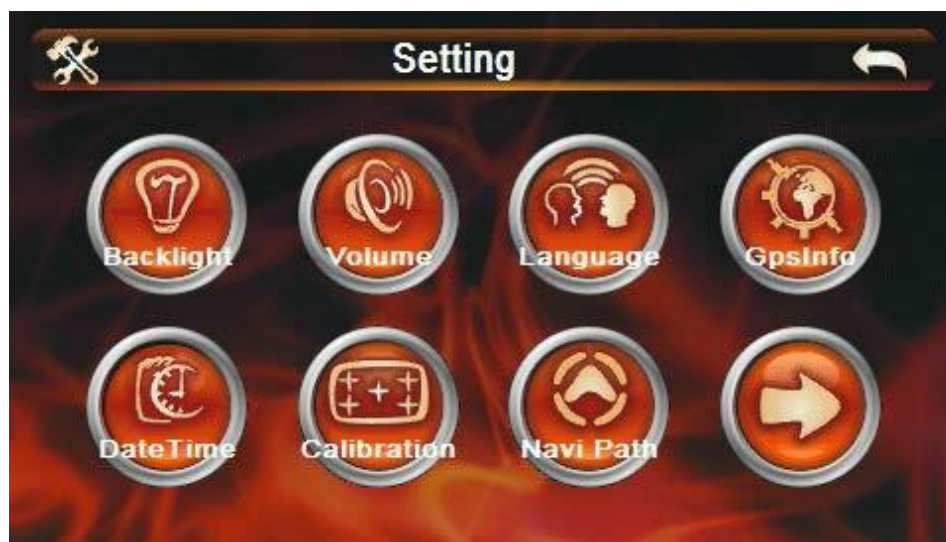 Setting
Backlight
Volume
Language
GpsInfo
DateTime
Calibration
Navi Path